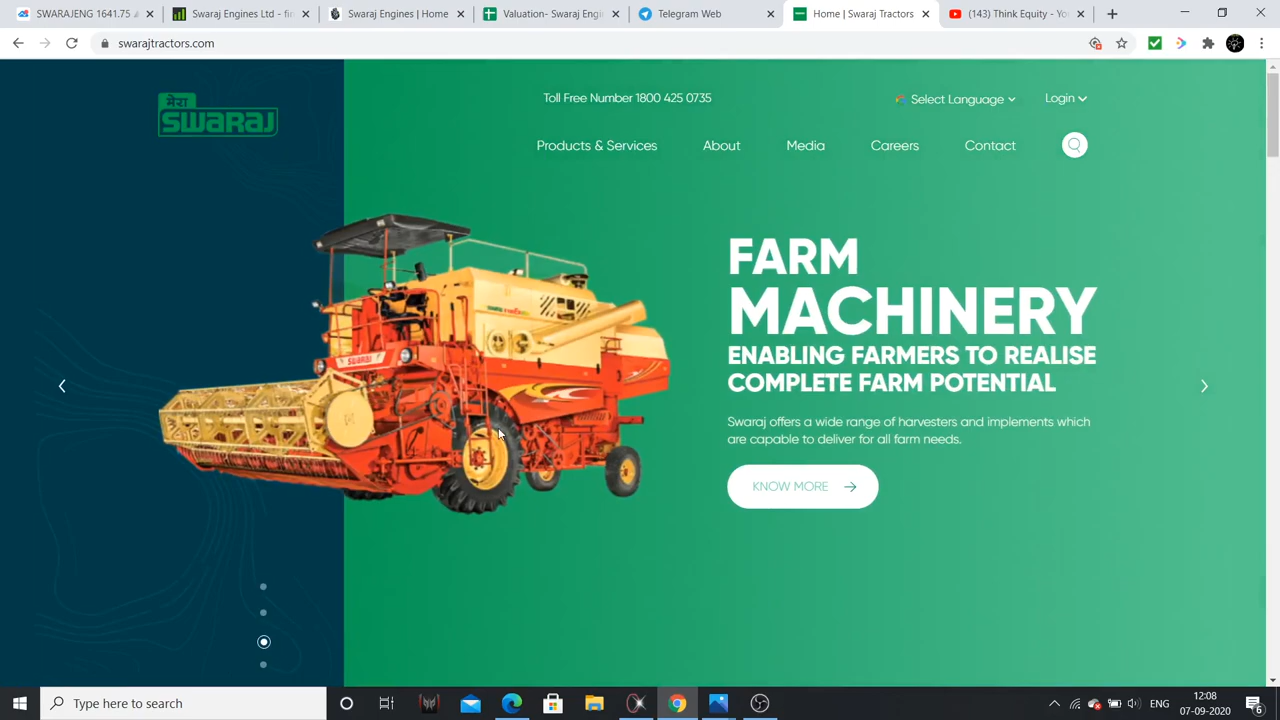 SWARAJENG 1641.75
Swaraj Engines Ltd - fin
Swaraj Engines | Home
Valuation - Swaraj Engi
Telegram Web
Home | Swaraj Tractors
(143) Think Equity - Yo
swarajtractors.com
मेरा
SWARAJ
Toll Free Number 1800 425 0735
Select Language
Login
Products & Services
About
Media
Careers
Contact
FARM
MACHINERY
ENABLING FARMERS TO REALISE
COMPLETE FARM POTENTIAL
Swaraj offers a wide range of harvesters and implements which
are capable to deliver for all farm needs.
KNOW MORE
SWARAJ
Type here to search
ENG
12:08
07-09-2020
6